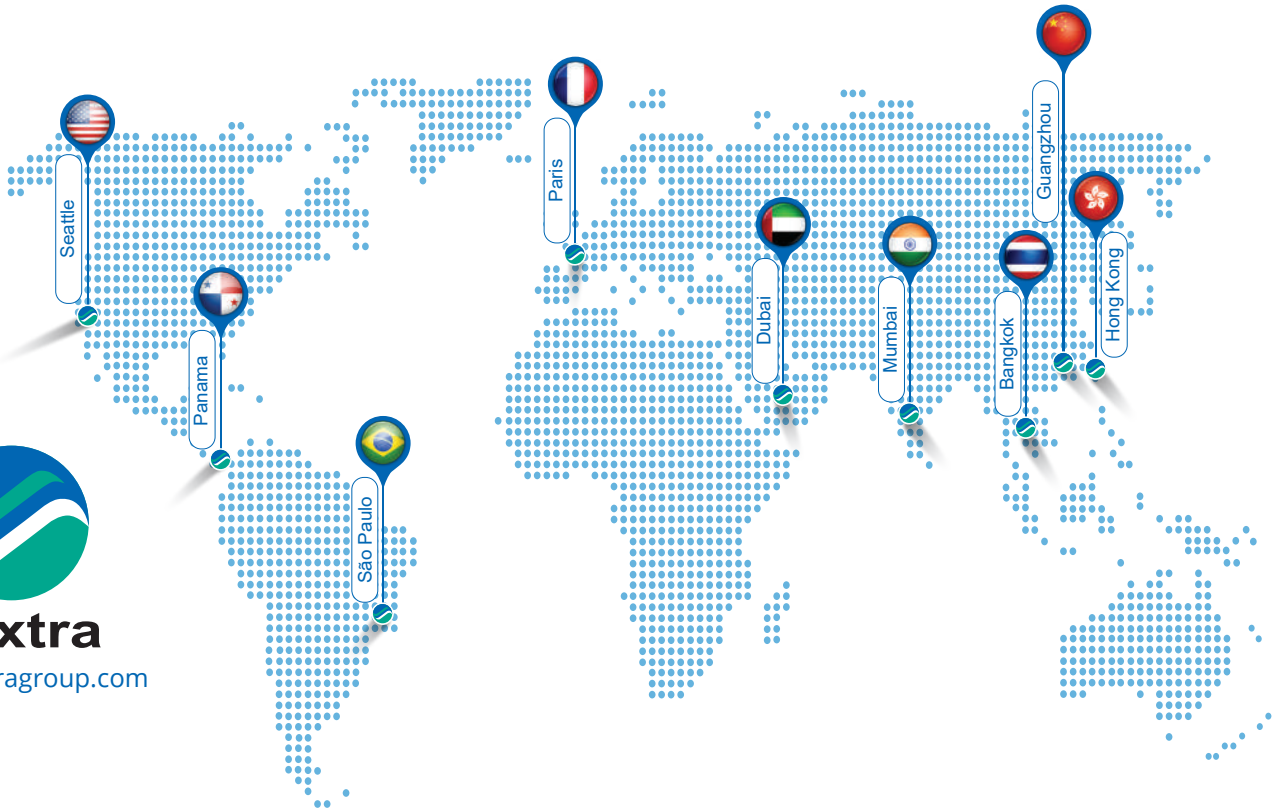 Seattle
Panama
São Paulo
Paris
Dubai
Mumbai
Bangkok
Guangzhou
Hong Kong
xtra
ragroup.com